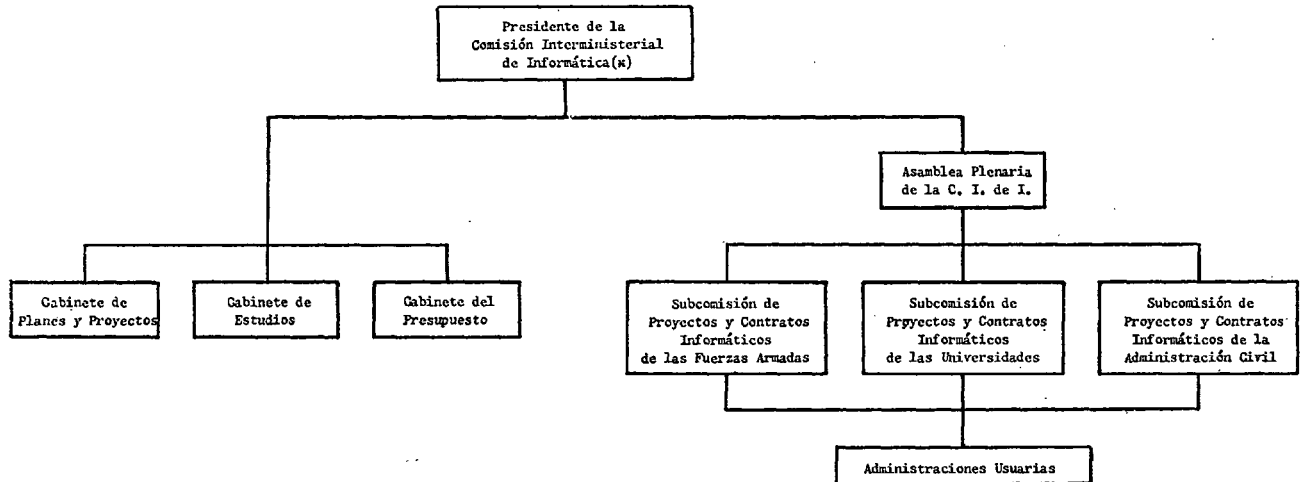 Presidente de la
Comisión Interministerial
de Informática(*)
Asamblea Plenaria
de la C. I. de I.
Gabinete de
Planes y Proyectos
Gabinete de
Estudios
Gabinete del
Presupuesto
Subcomisión de
Proyectos y Contratos
Informáticos
de las Fuerzas Armadas
Subcomisión de
Proyectos y Contratos
Informáticos
de las Universidades
Subcomisión de
Proyectos y Contratos
Informáticos de la
Administración Civil
Administraciones Usuarias